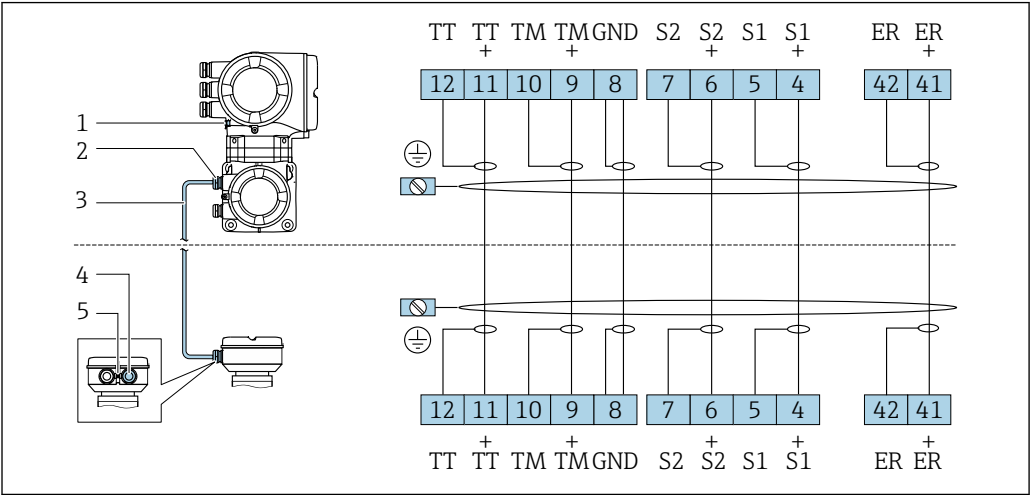 TT TT TM TM GND S2 S2 S1 S1 ER ER
+ + + + +
12 11 10 9 8 7 6 5 4 42 41
1
2
3
4
5
12 11 10 9 8 7 6 5 4 42 41
+ + + + +
TT TT TM TM GND S2 S2 S1 S1 ER ER